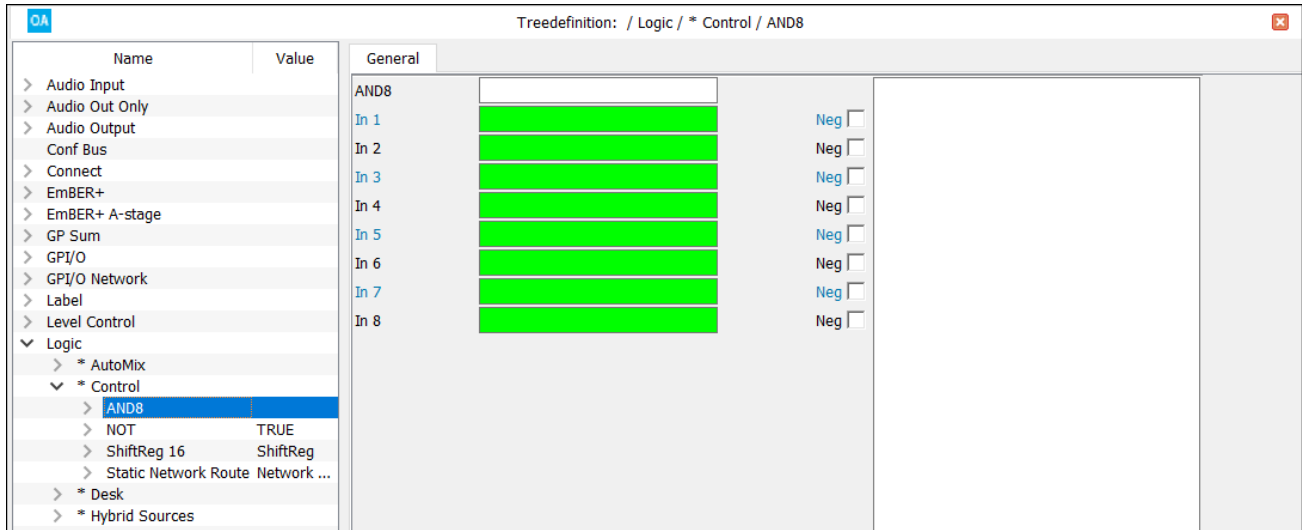 OA
Treedefinition: / Logic / * Control / AND8
Name Value
Audio Input
Audio Out Only
Audio Output
Conf Bus
Connect
EmBER+
EmBER+ A-stage
GP Sum
GPI/O
GPI/O Network
Label
Level Control
Logic
* AutoMix
* Control
AND8
NOT TRUE
ShiftReg 16 ShiftReg
Static Network Route Network ...
* Desk
* Hybrid Sources
General
AND8
In 1 Neg
In 2 Neg
In 3 Neg
In 4 Neg
In 5 Neg
In 6 Neg
In 7 Neg
In 8 Neg